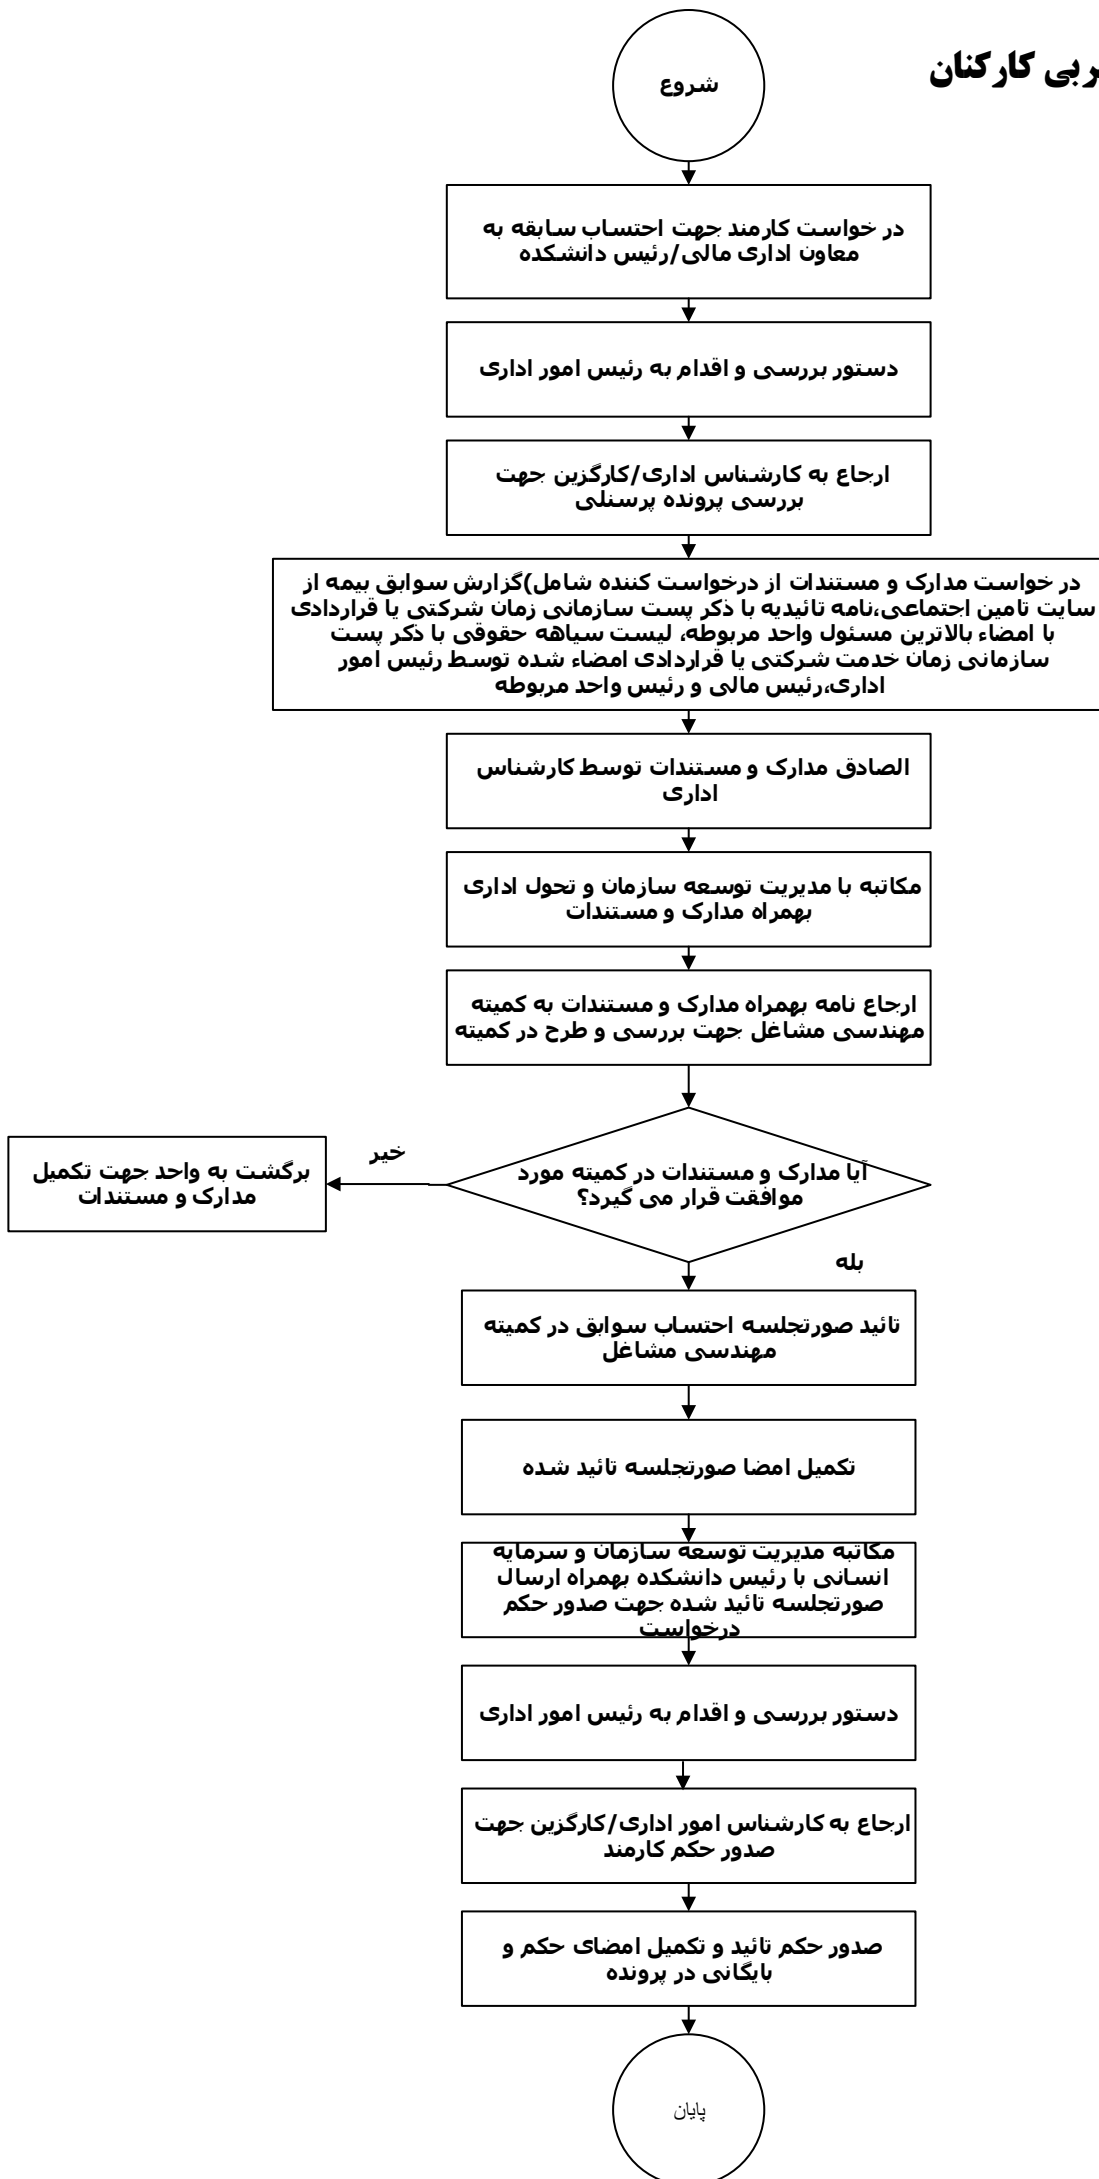 ربی کارکنان
شروع
در خواست کارمند جهت احتساب سابقه به
معاون اداری مالی/رئیس دانشکده
دستور بررسی و اقدام به رئیس امور اداری
ارجاع به کارشناس اداری/کارگزین جهت
بررسی پرونده پرسنلی
در خواست مدارک و مستندات از درخواست کننده شامل)گزارش سوابق بیمه از
سایت تامین اجتماعی،نامه تائیدیه با ذکر پست سازمانی زمان شرکتی یا قراردادی
با امضاء بالاترین مسئول واحد مربوطه، لیست سیاهه حقوقی با ذکر پست
سازمانی زمان خدمت شرکتی یا قراردادی امضاء شده توسط رئیس امور
اداری،رئیس مالی و رئیس واحد مربوطه
الصادق مدارک و مستندات توسط کارشناس
اداری
مکاتبه با مدیریت توسعه سازمان و تحول اداری
بهمراه مدارک و مستندات
ارجاع نامه بهمراه مدارک و مستندات به کمیته
مهندسی مشاغل جهت بررسی و طرح در کمیته
آیا مدارک و مستندات در کمیته مورد
موافقت قرار می گیرد؟
خیر
برگشت به واحد جهت تکمیل
مدارک و مستندات
بله
تائید صورتجلسه احتساب سوابق در کمیته
مهندسی مشاغل
تکمیل امضا صورتجلسه تائید شده
مکاتبه مدیریت توسعه سازمان و سرمایه
انسانی با رئیس دانشکده بهمراه ارسال
صورتجلسه تائید شده جهت صدور حکم
درخواست
دستور بررسی و اقدام به رئیس امور اداری
ارجاع به کارشناس امور اداری/کارگزین جهت
صدور حکم کارمند
صدور حکم تائید و تکمیل امضای حکم و
بایگانی در پرونده
پایان